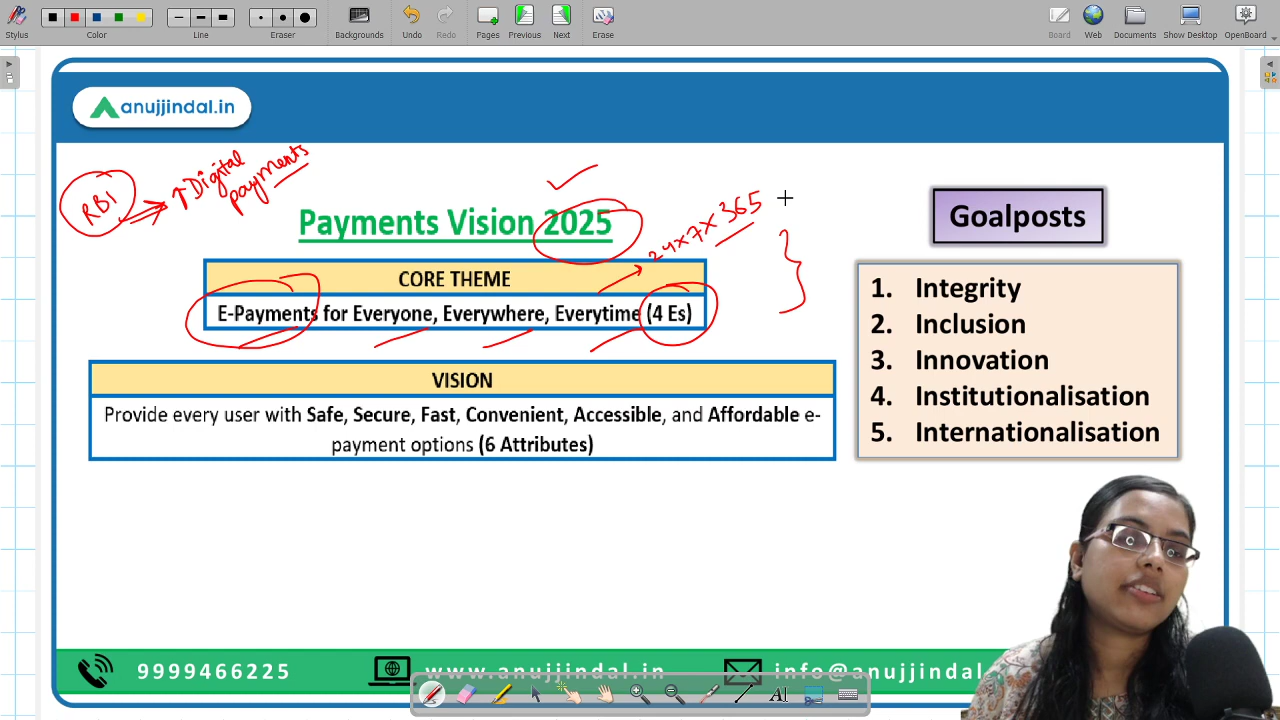 Stylus
Color
Line
Eraser
Backgrounds
Undo
Redo
Pages
Previous
Next
Erase
Board
Web
Documents
Show Desktop
OpenBoard
anujjindal.in
RBI
↑ Digital
payments
Payments Vision 2025
24x7x365
CORE THEME
E-Payments for Everyone, Everywhere, Everytime (4 Es)
VISION
Provide every user with Safe, Secure, Fast, Convenient, Accessible, and Affordable e-
payment options (6 Attributes)
Goalposts
1. Integrity
2. Inclusion
3. Innovation
4. Institutionalisation
5. Internationalisation
9999466225
www.anujjindal.in
info@anujjindal.
AI